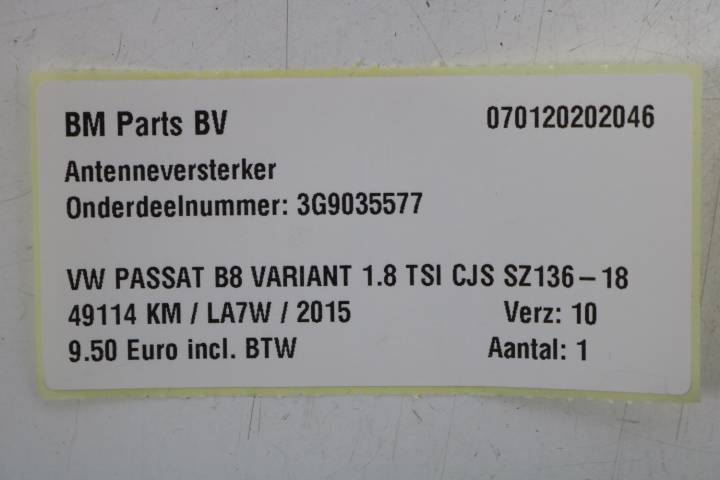 BM Parts BV 070120202046
Antenneversterker
Onderdeelnummer: 3G9035577
VW PASSAT B8 VARIANT 1.8 TSI CJS SZ136–18
49114 KM / LA7W / 2015 Verz: 10
9.50 Euro incl. BTW Aantal: 1